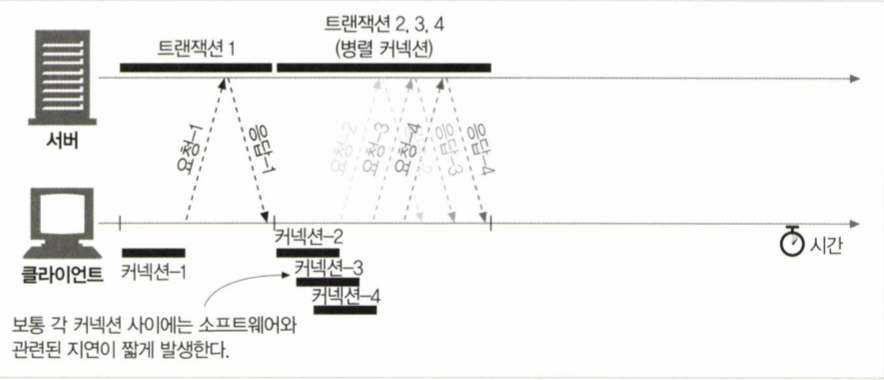 트랜잭션 1
트랜잭션 2, 3, 4
(병렬 커넥션)
서버
요청-1
응답-1
요청-2
요청-3
요청-4
응답-3
응답-4
클라이언트
커넥션-1
커넥션-2
커넥션-3
커넥션-4
시간
보통 각 커넥션 사이에는 소프트웨어와
관련된 지연이 짧게 발생한다.